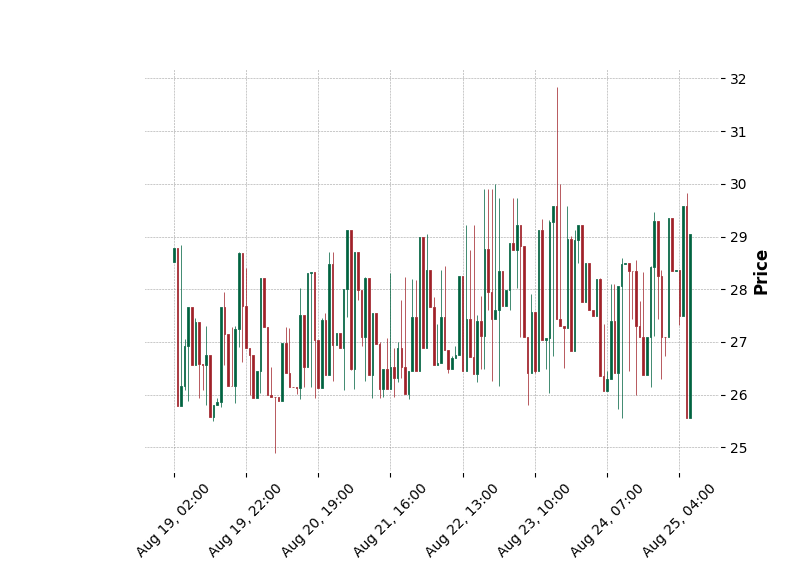 32
31
30
29
28
27
26
25
Price
Aug 19, 02:00
Aug 19, 22:00
Aug 20, 19:00
Aug 21, 16:00
Aug 22, 13:00
Aug 23, 10:00
Aug 24, 07:00
Aug 25, 04:00